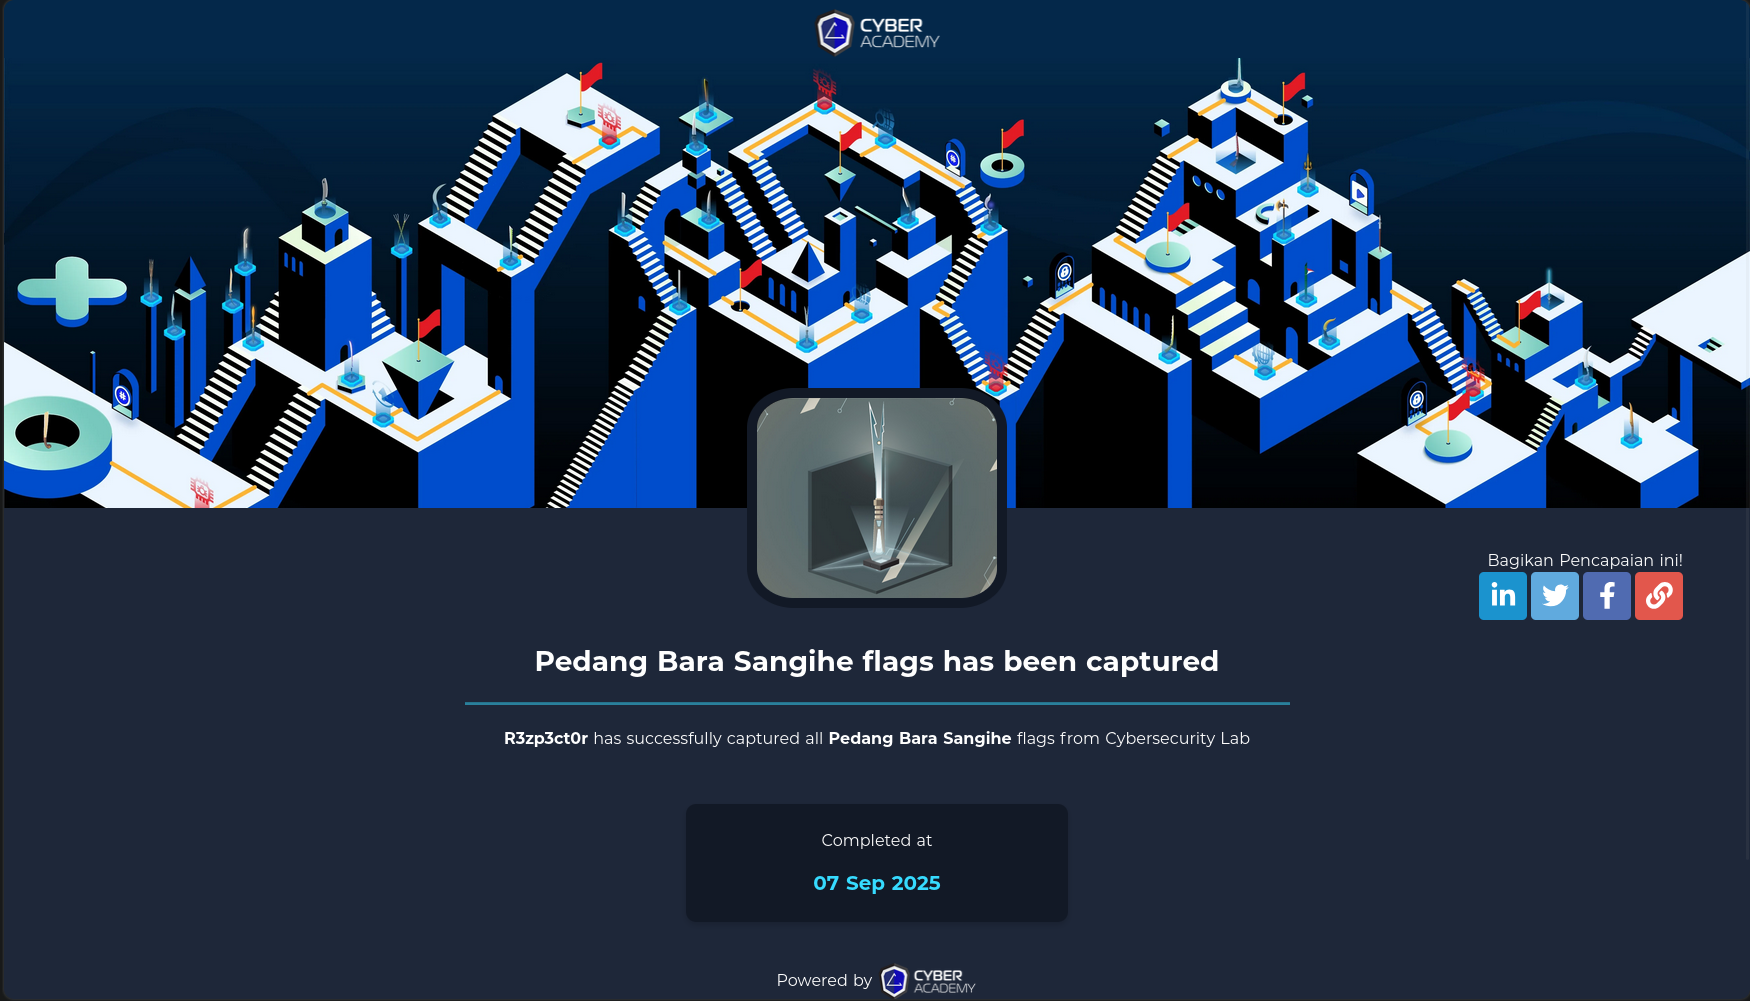 CYBER
ACADEMY
Bagikan Pencapaian ini!
Pedang Bara Sangihe flags has been captured
R3zp3ct0r has successfully captured all Pedang Bara Sangihe flags from Cybersecurity Lab
Completed at
07 Sep 2025
Powered by CYBER
ACADEMY